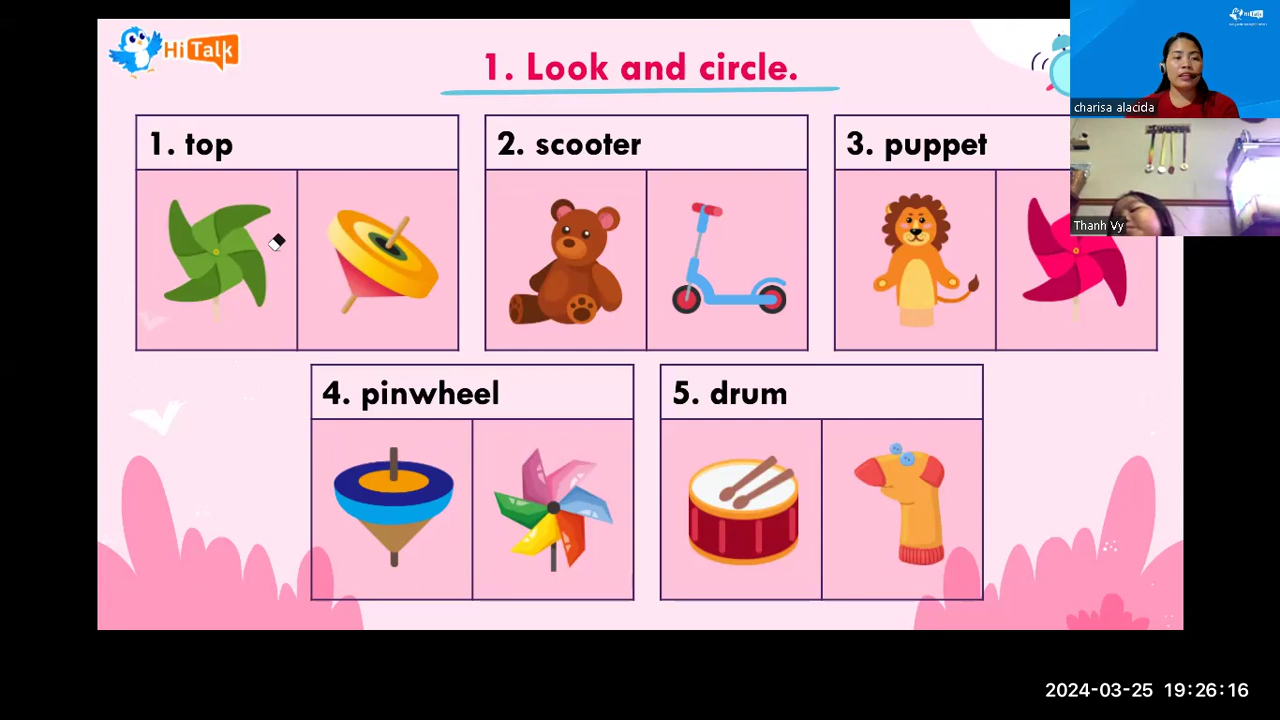 Hi Talk
1. Look and circle.
HiTalk
charisa alacida
1. top
2. scooter
3. puppet
Thanh Vy
4. pinwheel
5. drum
2024-03-25 19:26:16